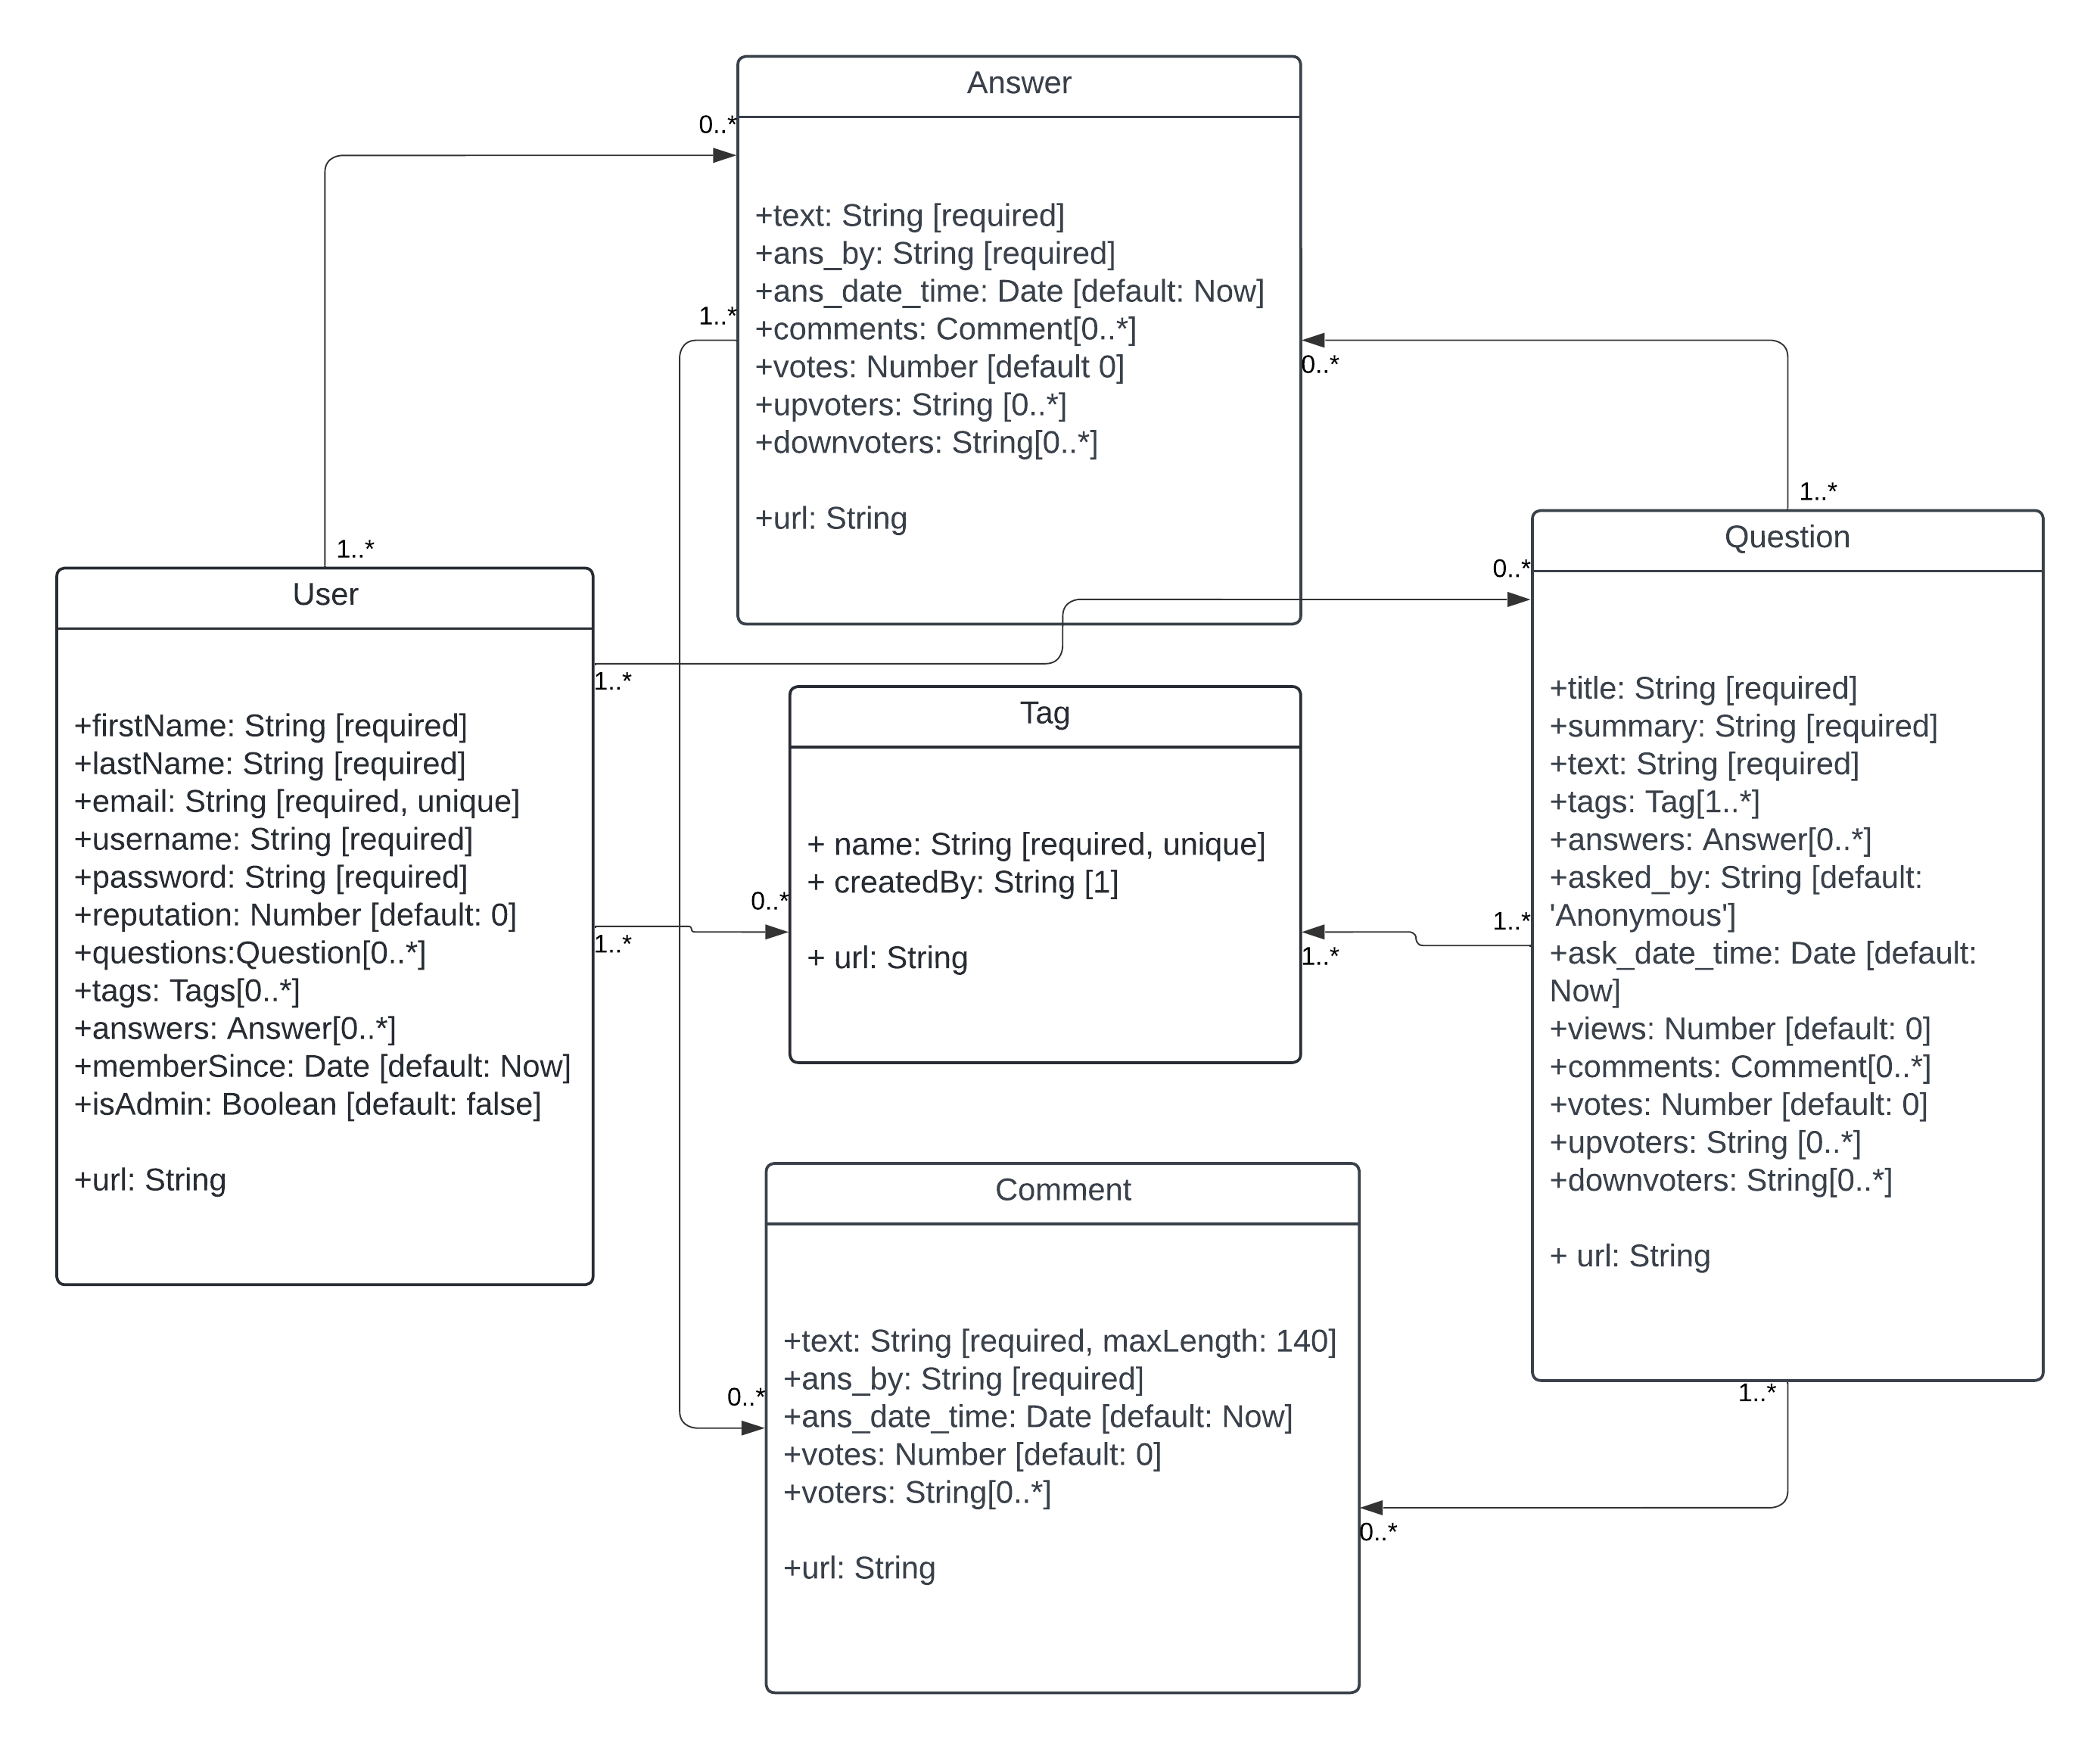 Answer
0..*
+text: String [required]
+ans_by: String [required]
+ans_date_time: Date [default: Now]
1..*
+comments: Comment[0..*]
+votes: Number [default 0]
0..*
+upvoters: String [0..*]
+downvoters: String[0..*]
+url: String
1..*
Question
0..*
+title: String [required]
+summary: String [required]
+text: String [required]
+tags: Tag[1..*]
+answers: Answer[0..*]
+asked_by: String [default:
'Anonymous']
1..*
+ask_date_time: Date [default:
Now]
+views: Number [default: 0]
+comments: Comment[0..*]
+votes: Number [default: 0]
+upvoters: String [0..*]
+downvoters: String[0..*]
+ url: String
1..*
1..*
User
1..*
+firstName: String [required]
+lastName: String [required]
+email: String [required, unique]
+username: String [required]
+password: String [required]
+reputation: Number [default: 0]
+questions:Question[0..*]
+tags: Tags[0..*]
+answers: Answer[0..*]
+memberSince: Date [default: Now]
+isAdmin: Boolean [default: false]
+url: String
1..*
Tag
+ name: String [required, unique]
+ createdBy: String [1]
0..*
1..*
+ url: String
Comment
+text: String [required, maxLength: 140]
+ans_by: String [required]
0..*
+ans_date_time: Date [default: Now]
+votes: Number [default: 0]
+voters: String[0..*]
0..*
+url: String